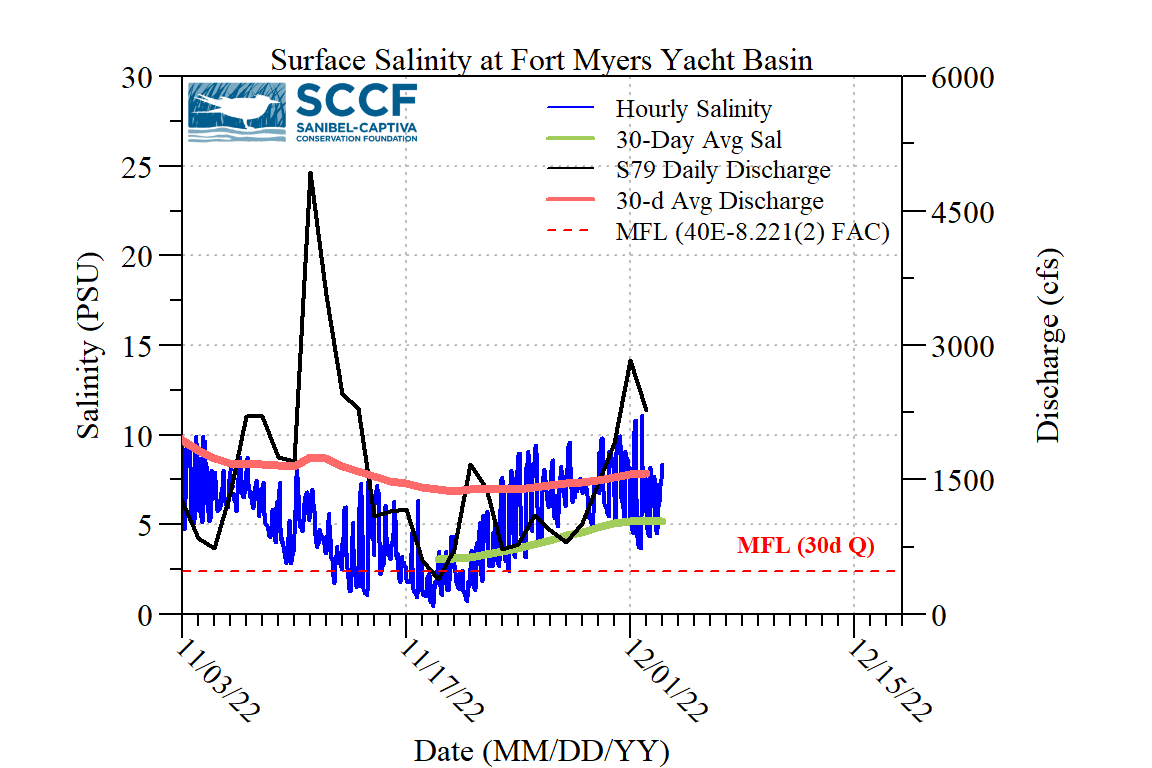 Surface Salinity at Fort Myers Yacht Basin
SCCF
SANIBEL-CAPTIVA
CONSERVATION FOUNDATION
Hourly Salinity
30-Day Avg Sal
S79 Daily Discharge
30-d Avg Discharge
MFL (40E-8.221(2) FAC)
30
25
20
15
10
5
0
Salinity (PSU)
6000
4500
3000
1500
0
Discharge (cfs)
MFL (30d Q)
11/03/22
11/17/22
12/01/22
12/15/22
Date (MM/DD/YY)